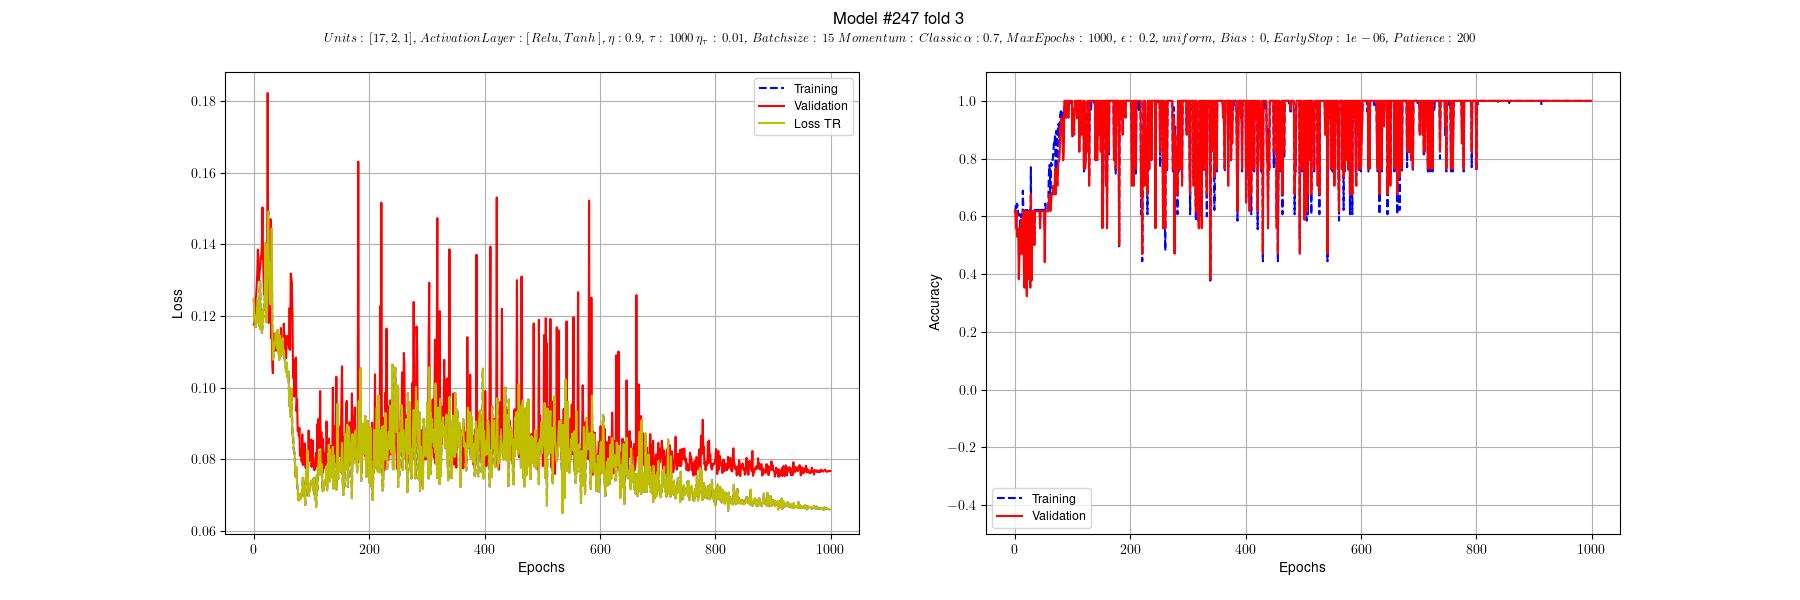 Model #247 fold 3
Units : [17, 2, 1], ActivationLayer : [Relu, Tanh], η : 0.9, τ : 1000 ητ : 0.01, Batchsize : 15 Momentum : Classic α : 0.7, MaxEpochs : 1000, ϵ : 0.2, uniform, Bias : 0, EarlyStop : 1e − 06, Patience : 200
Training
Validation
Loss TR
0.18
0.16
0.14
0.12
0.10
0.08
0.06
Loss
0 200 400 600 800 1000
Epochs
1.0
0.8
0.6
0.4
0.2
0.0
−0.2
−0.4
Accuracy
Training
Validation
0 200 400 600 800 1000
Epochs